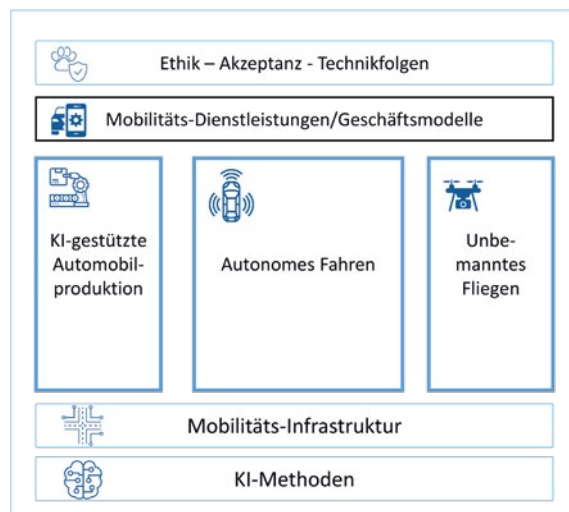 Ethik – Akzeptanz - Technikfolgen
Mobilitäts-Dienstleistungen/Geschäftsmodelle
KI-gestützte
Automobil-
produktion
Autonomes Fahren
Unbe-
manntes
Fliegen
Mobilitäts-Infrastruktur
KI-Methoden